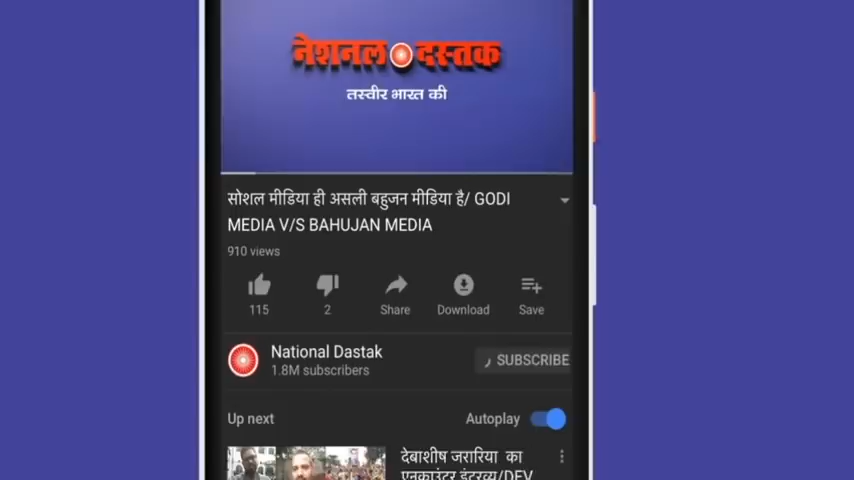 नेशनल दस्तक
तस्वीर भारत की
सोशल मीडिया ही असली बहुजन मीडिया है/ GODI
MEDIA V/S BAHUJAN MEDIA
910 views
115
2
Share
Download
Save
National Dastak
1.8M subscribers
SUBSCRIBE
Up next
Autoplay
देबाशीष जरारिया का
एनकाउंटर इंटरव्यू/DEV